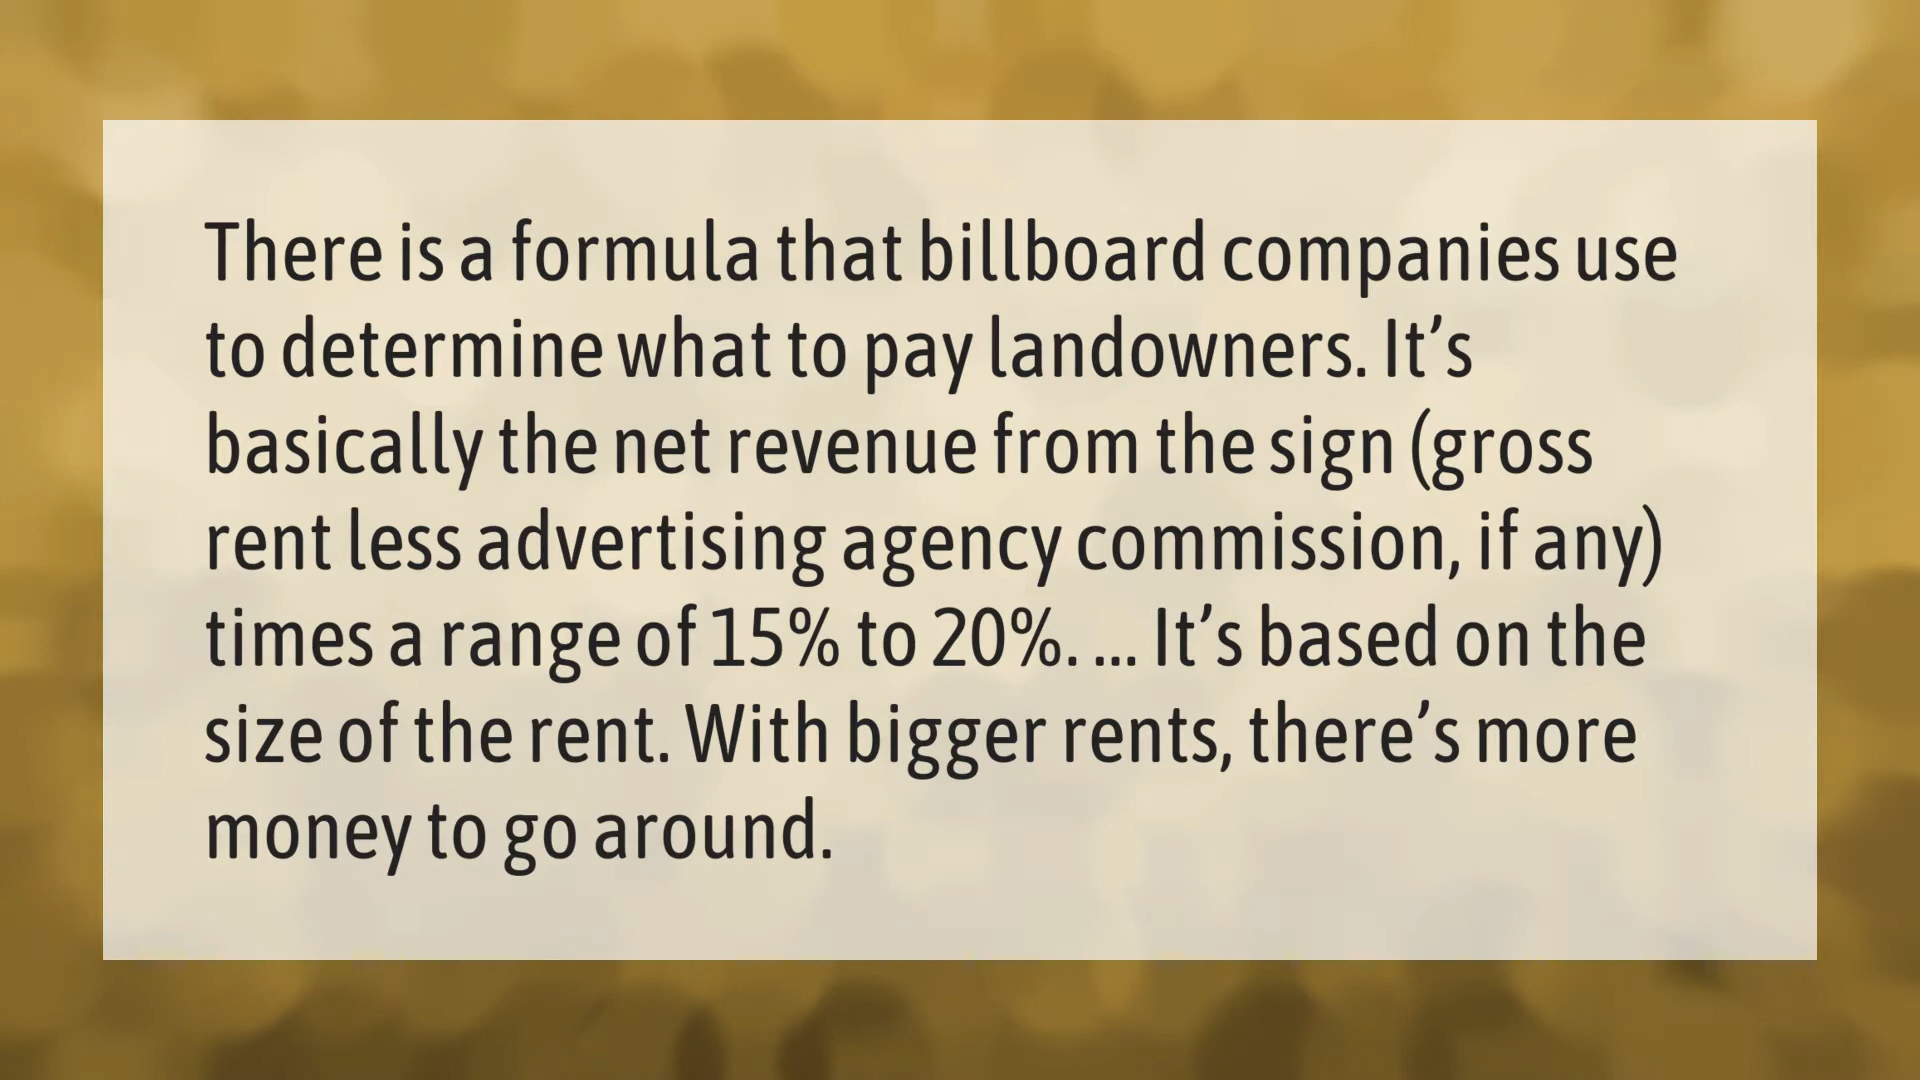 There is a formula that billboard companies use
to determine what to pay landowners. It’s
basically the net revenue from the sign (gross
rent less advertising agency commission, if any)
times a range of 15% to 20%. ... It’s based on the
size of the rent. With bigger rents, there’s more
money to go around.